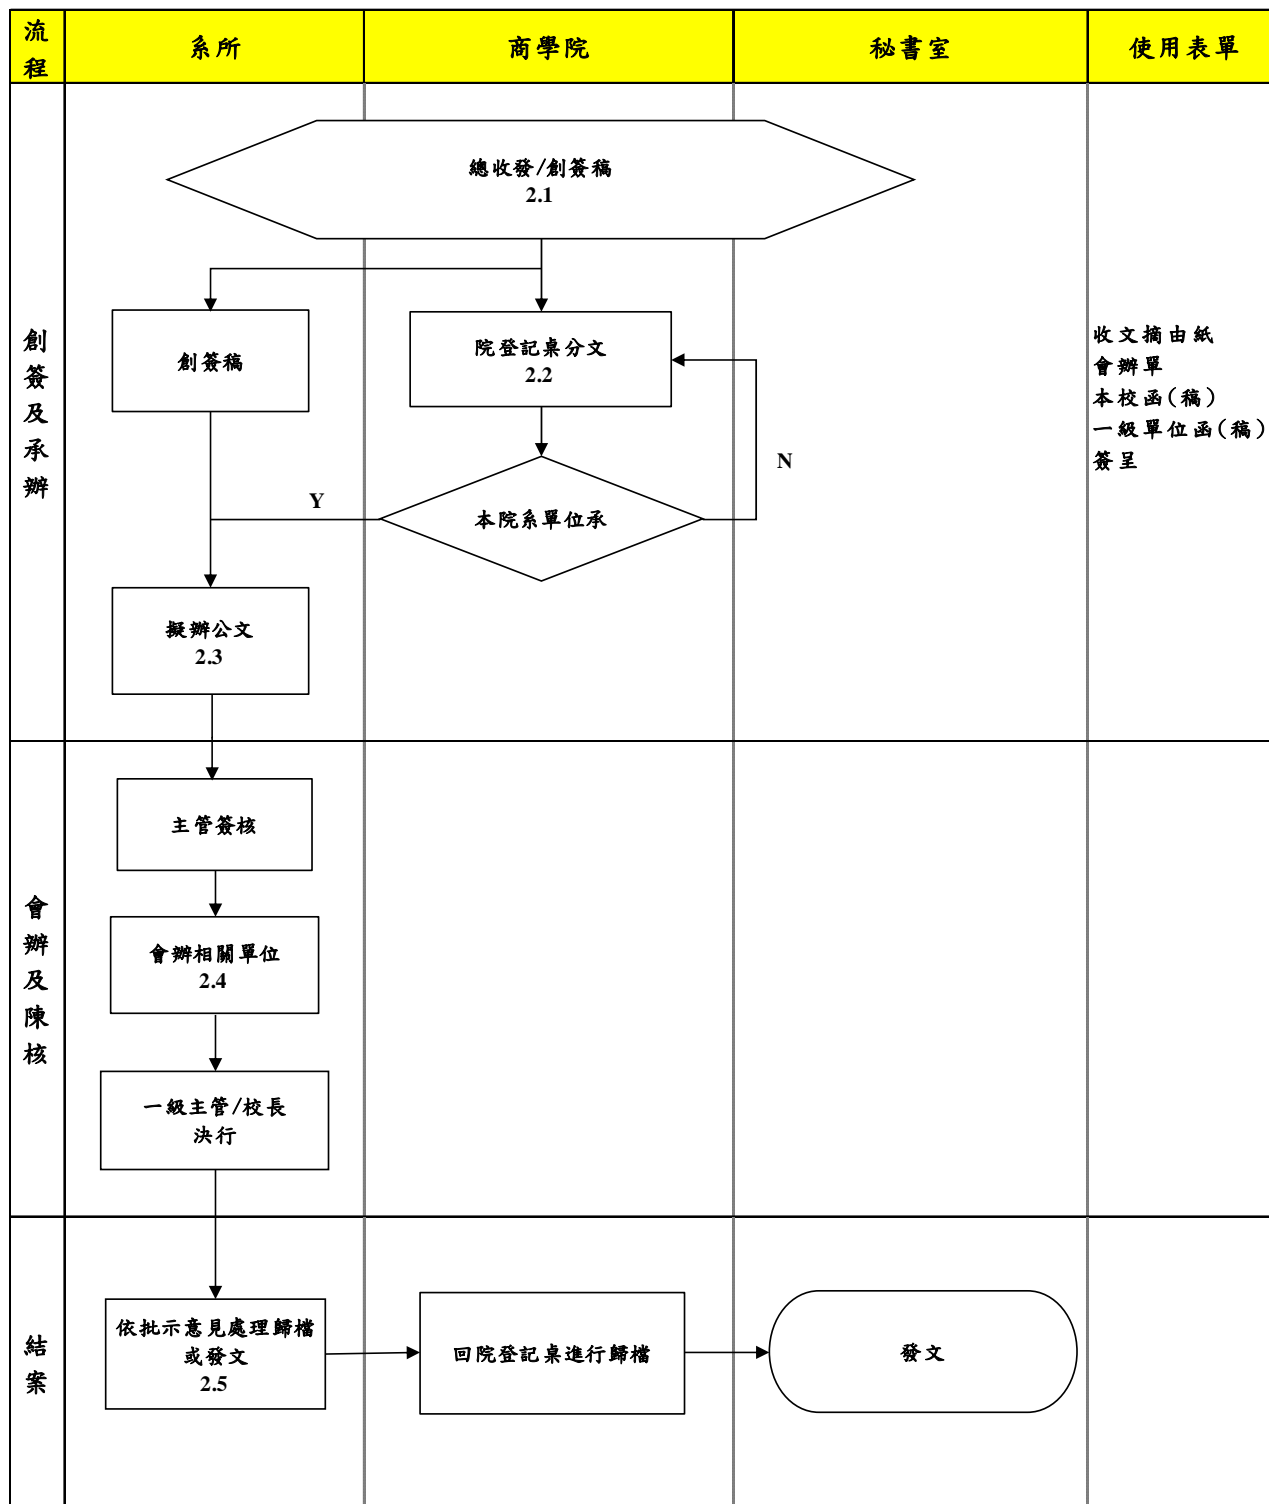 流程
系所
商學院
秘書室
使用表單
創簽及承辦
總收發/創簽稿
2.1
創簽稿
院登記桌分文
2.2
收文摘由紙
會辦單
本校函(稿)
一級單位函(稿)
簽呈
N
Y
本院系單位承
擬辦公文
2.3
會辦及陳核
主管簽核
會辦相關單位
2.4
一級主管/校長
決行
結案
依批示意見處理歸檔
或發文
2.5
回院登記桌進行歸檔
發文